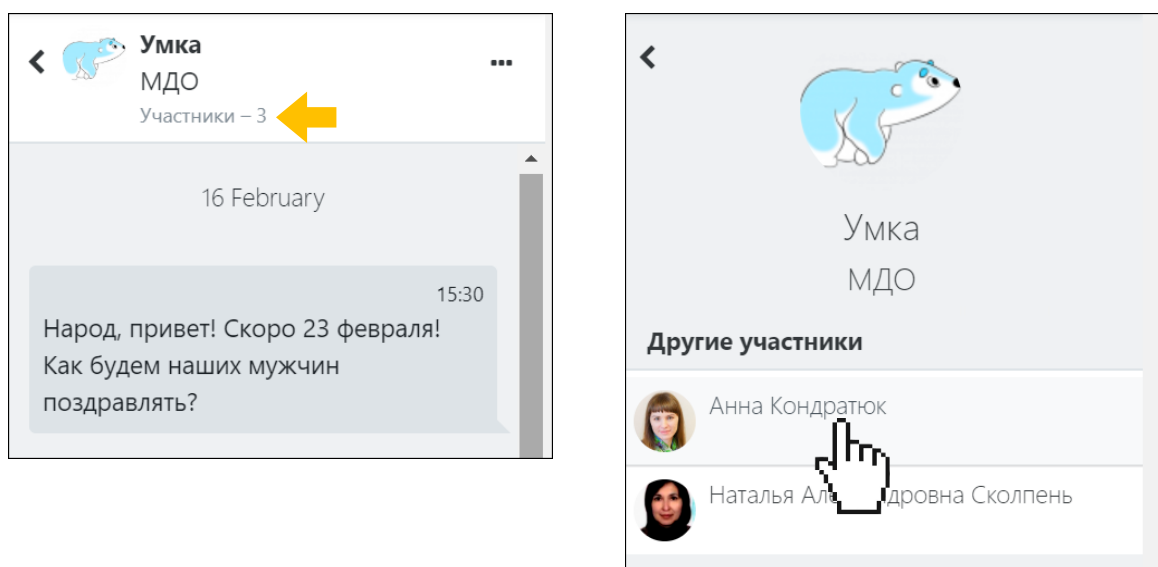 Умка
МДО
Участники – 3
16 February
15:30
Народ, привет! Скоро 23 февраля!
Как будем наших мужчин
поздравлять?
Умка
МДО
Другие участники
Анна Кондратюк
Наталья Сколпень